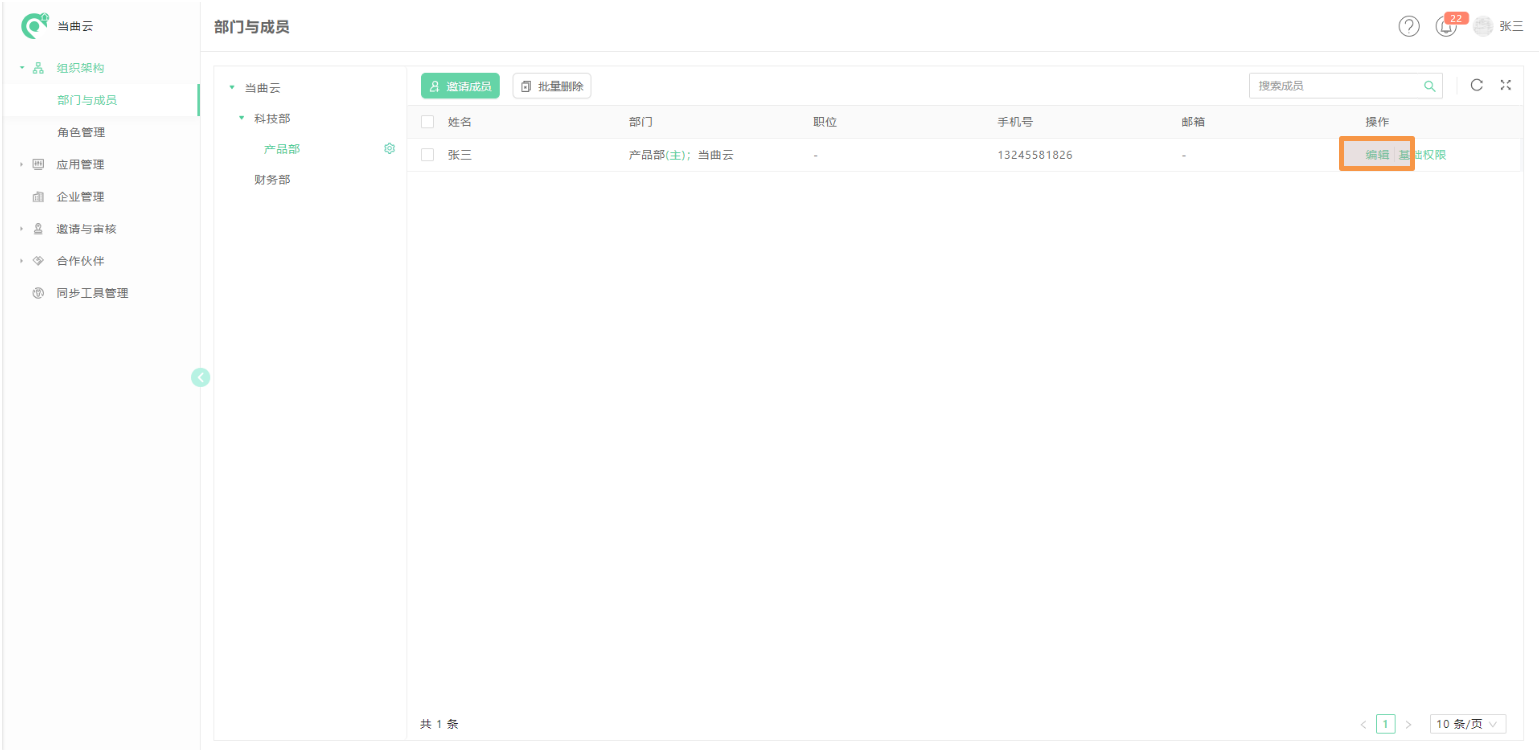 当曲云
部门与成员
22
张三
组织架构
部门与成员
角色管理
应用管理
企业管理
邀请与审核
合作伙伴
同步工具管理
当曲云
科技部
产品部
财务部
邀请成员 批量删除 搜索成员
姓名 部门 职位 手机号 邮箱 操作
张三 产品部(主); 当曲云 - 13245581826 - 编辑 基础权限
共 1 条 1 10 条/页